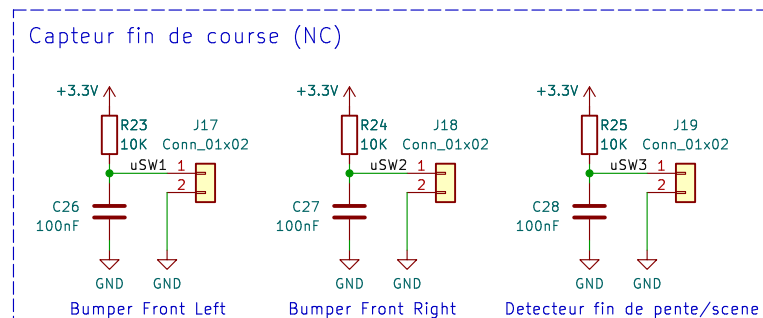 Capteur fin de course (NC)
+3.3V
+3.3V
+3.3V
R23
J17
R24
J18
R25
J19
10K
Conn_01x02
10K
Conn_01x02
10K
Conn_01x02
uSW1
1
uSW2
1
uSW3
1
2
2
2
C26
C27
C28
100nF
100nF
100nF
GND
GND
GND
GND
GND
GND
Bumper Front Left
Bumper Front Right
Detecteur fin de pente/scene